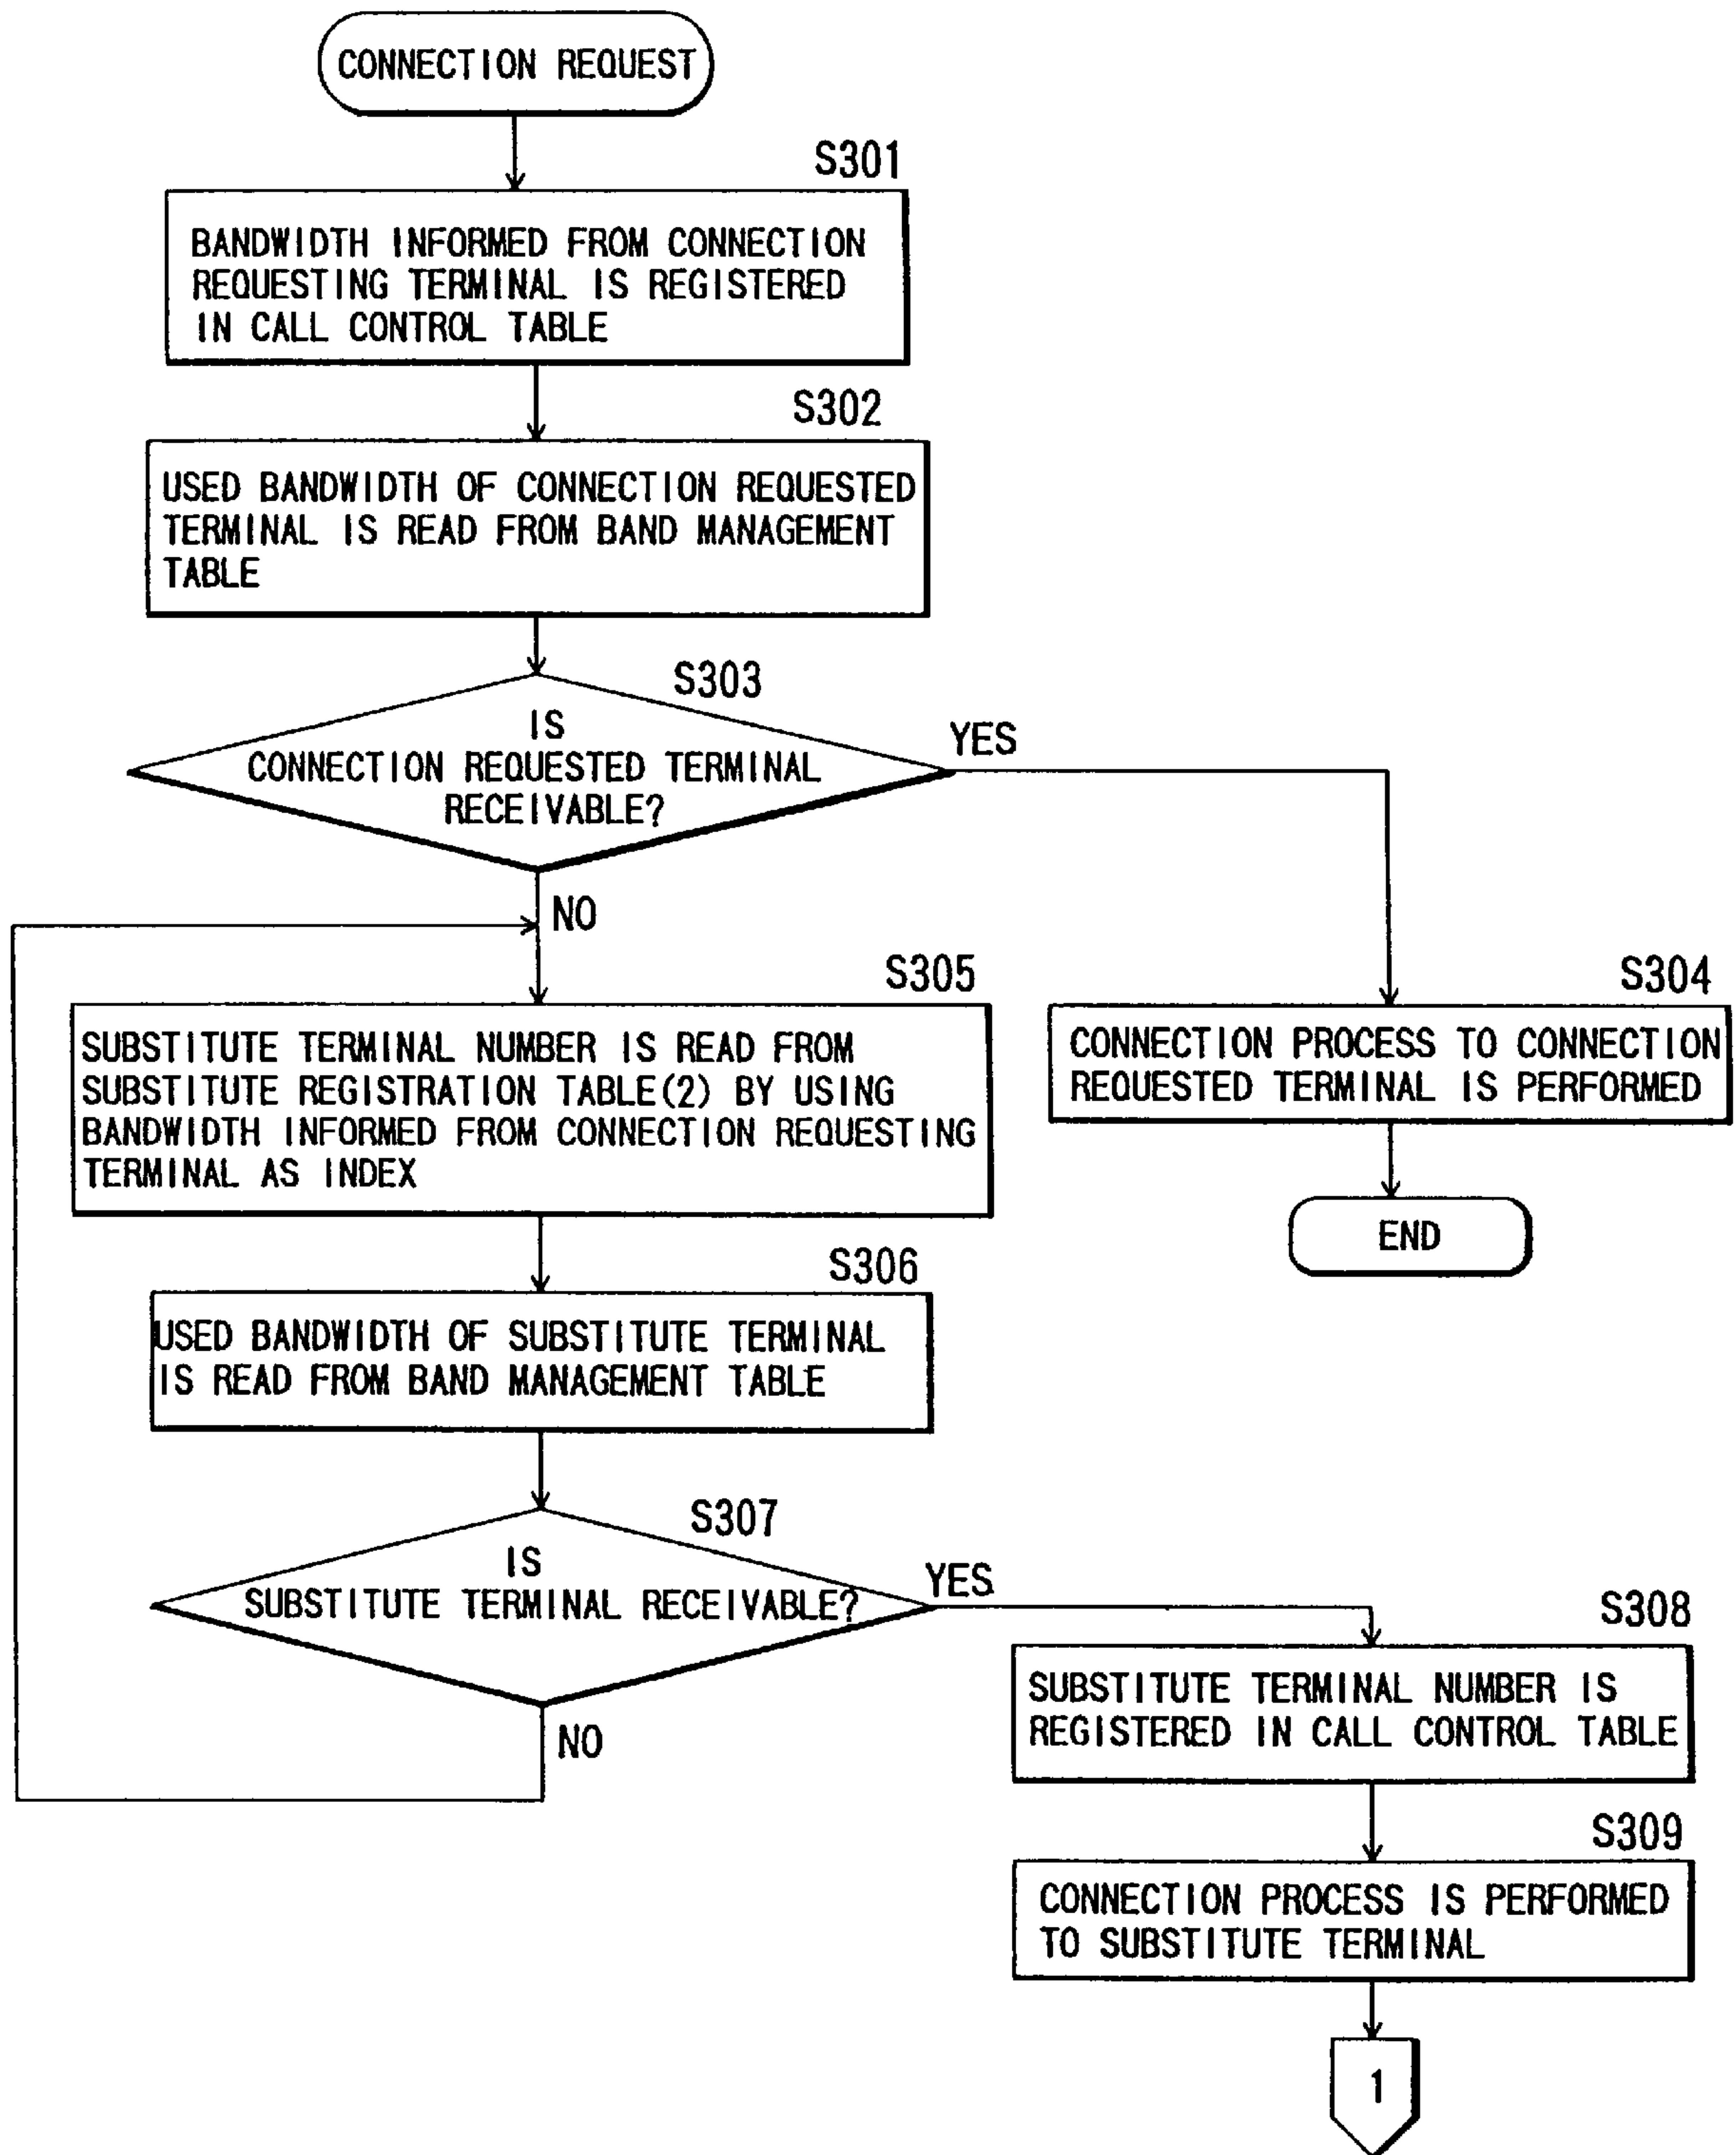 CONNECTION REQUEST
S301
BANDWIDTH INFORMED FROM CONNECTION
REQUESTING TERMINAL IS REGISTERED
IN CALL CONTROL TABLE
S302
USED BANDWIDTH OF CONNECTION REQUESTED
TERMINAL IS READ FROM BAND MANAGEMENT
TABLE
S303
IS
CONNECTION REQUESTED TERMINAL
RECEIVABLE?
YES
NO
S304
CONNECTION PROCESS TO CONNECTION
REQUESTED TERMINAL IS PERFORMED
END
S305
SUBSTITUTE TERMINAL NUMBER IS READ FROM
SUBSTITUTE REGISTRATION TABLE(2) BY USING
BANDWIDTH INFORMED FROM CONNECTION REQUESTING
TERMINAL AS INDEX
S306
USED BANDWIDTH OF SUBSTITUTE TERMINAL
IS READ FROM BAND MANAGEMENT TABLE
S307
IS
SUBSTITUTE TERMINAL RECEIVABLE?
YES
NO
S308
SUBSTITUTE TERMINAL NUMBER IS
REGISTERED IN CALL CONTROL TABLE
S309
CONNECTION PROCESS IS PERFORMED
TO SUBSTITUTE TERMINAL
1